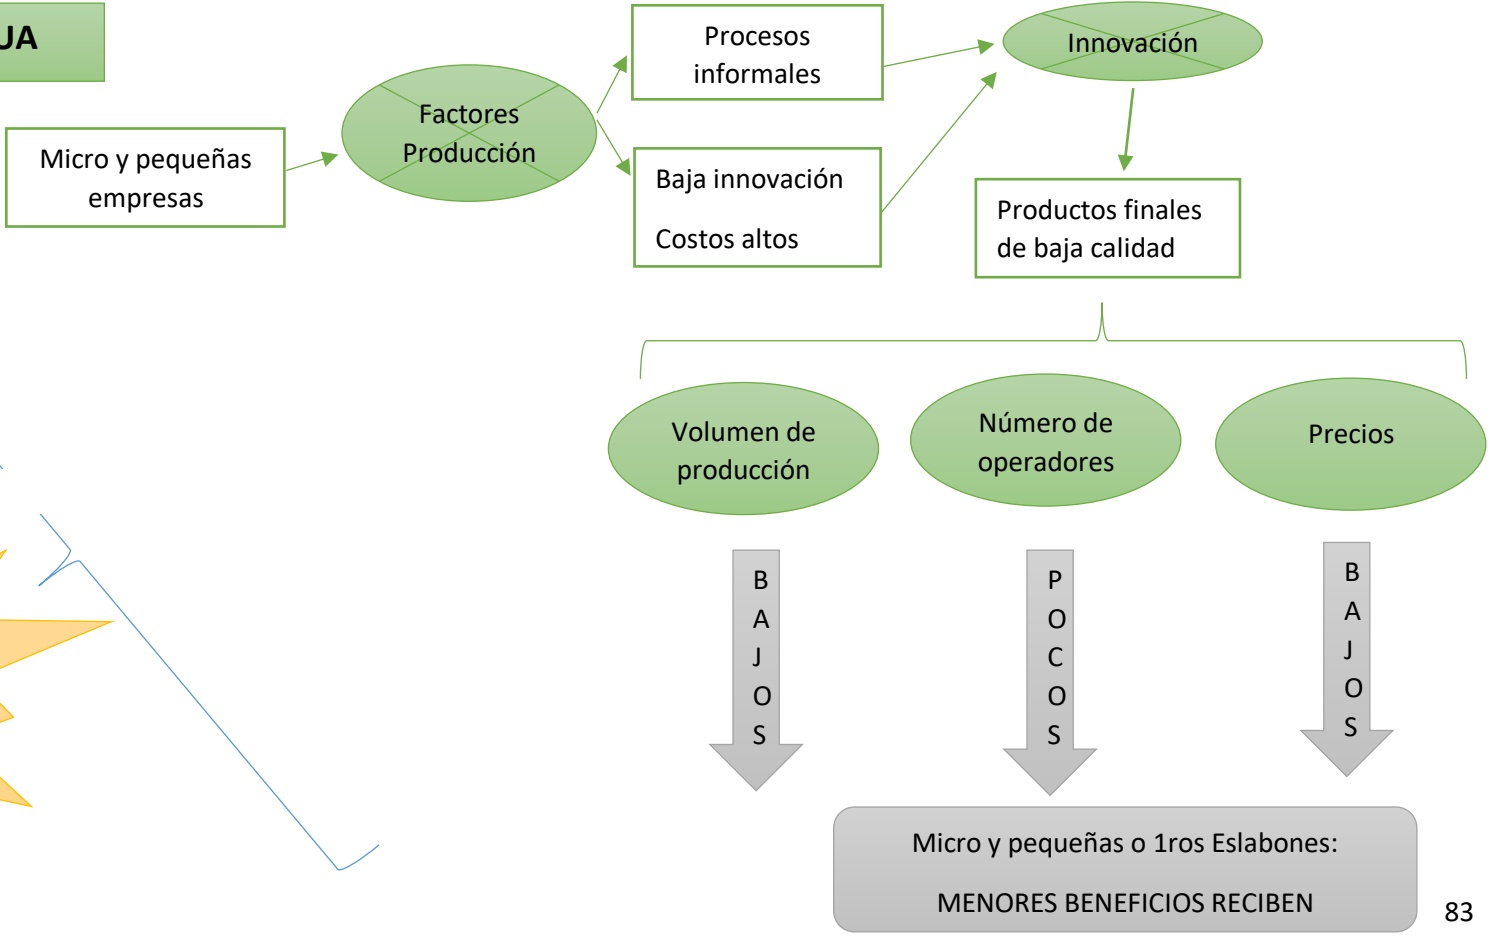 UA
Micro y pequeñas
empresas
Factores
Producción
Procesos
informales
Baja innovación
Costos altos
Innovación
Productos finales
de baja calidad
Volumen de
producción
Número de
operadores
Precios
B
A
J
O
S
P
O
C
O
S
B
A
J
O
S
Micro y pequeñas o 1ros Eslabones:
MENORES BENEFICIOS RECIBEN
83